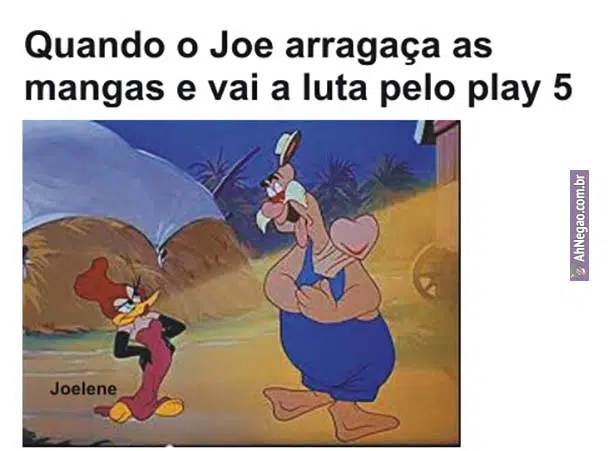 Quando o Joe arragaça as
mangas e vai a luta pelo play 5
Joelene
AhNegao.com.br